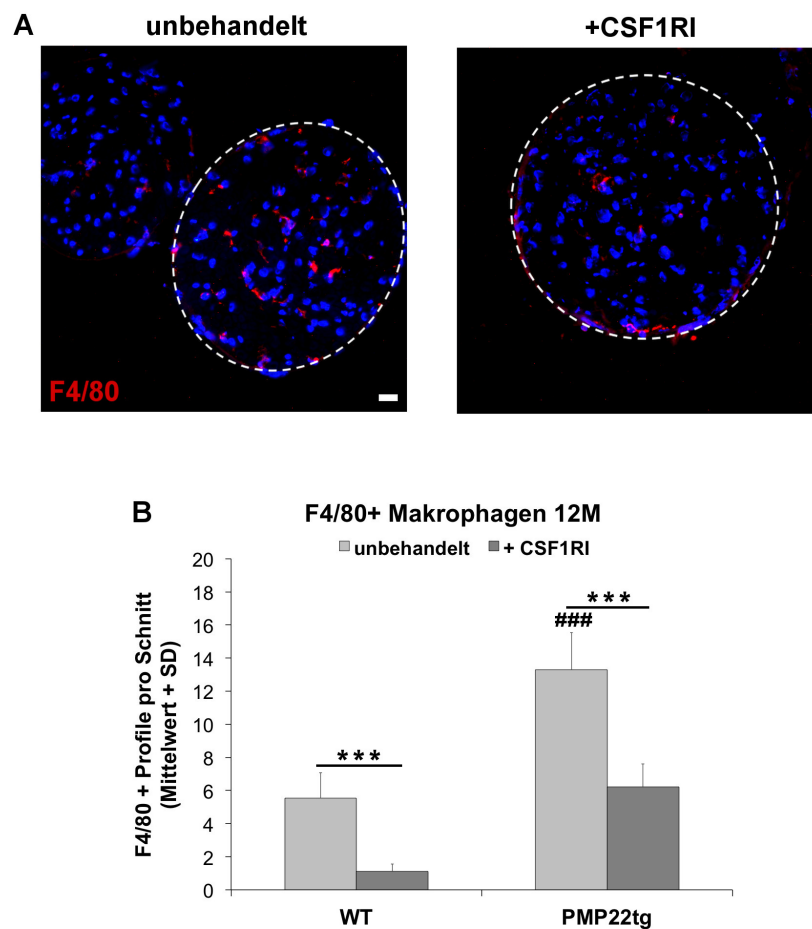 A
unbehandelt
+CSF1RI
F4/80
B
F4/80+ Makrophagen 12M
unbehandelt
+ CSF1RI
F4/80 + Profile pro Schnitt
(Mittelwert + SD)
20
18
16
14
12
10
8
6
4
2
0
***
***
###
WT
PMP22tg